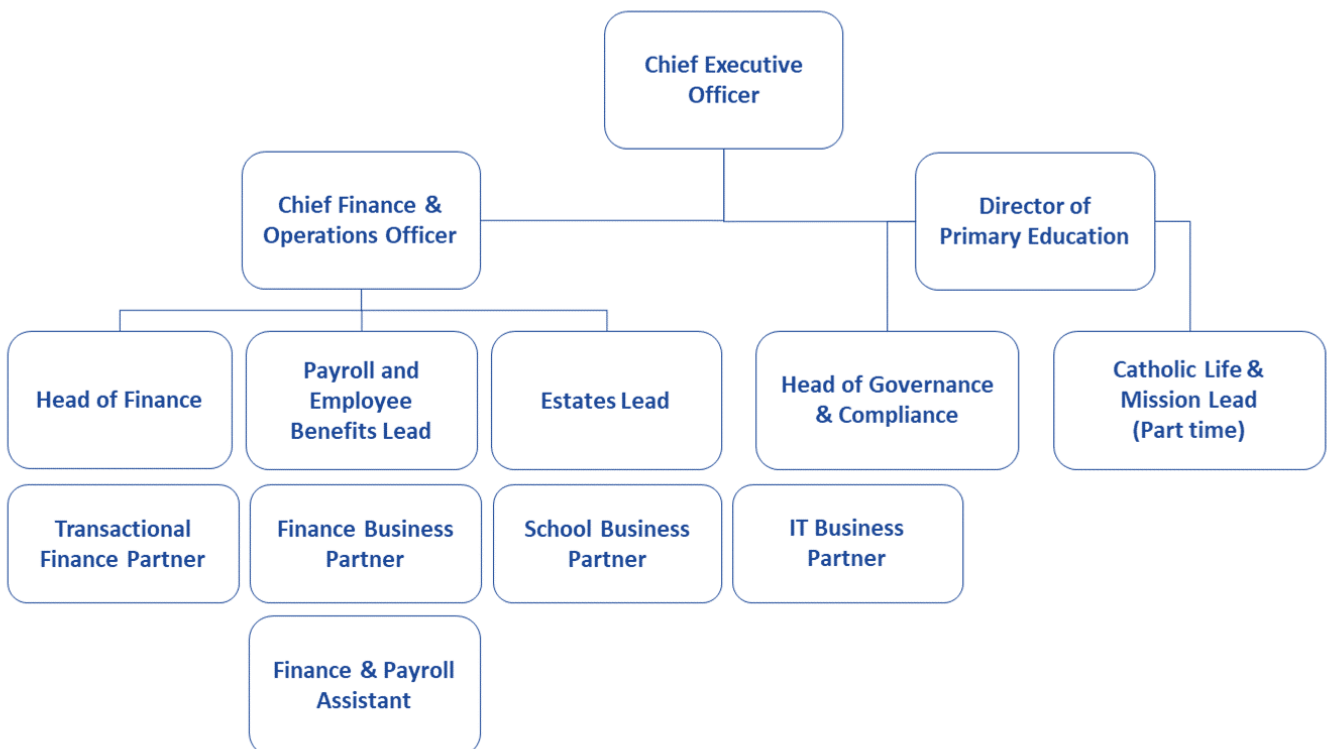 Chief Executive
Officer
Chief Finance &
Operations Officer
Director of
Primary Education
Head of Finance
Payroll and
Employee
Benefits Lead
Estates Lead
Head of Governance
& Compliance
Catholic Life &
Mission Lead
(Part time)
Transactional
Finance Partner
Finance Business
Partner
School Business
Partner
IT Business
Partner
Finance & Payroll
Assistant